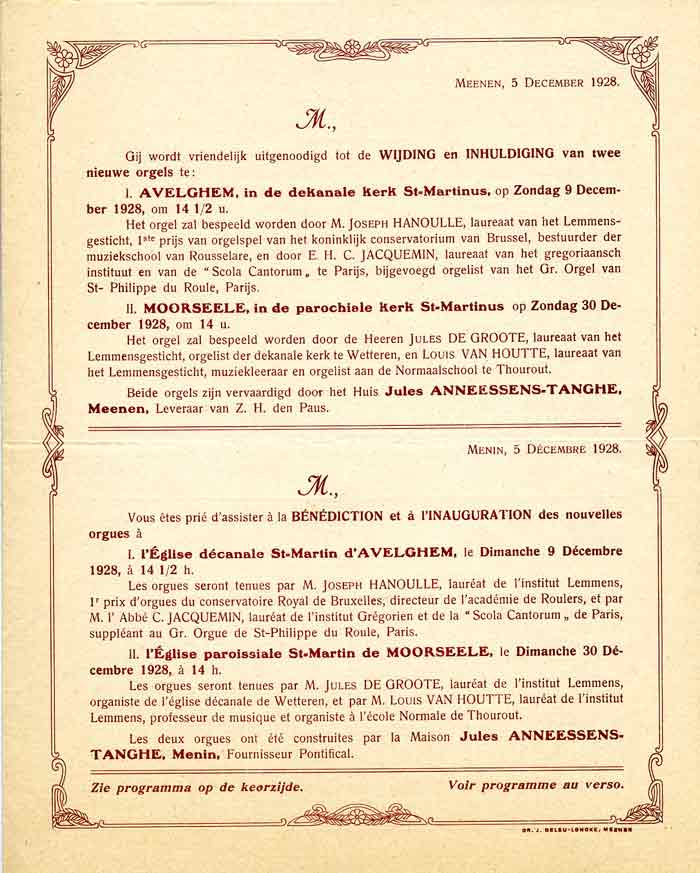 MEENEN, 5 DECEMBER 1928.
M.,
Gij wordt vriendelijk uitgenoodigd tot de WIJDING en INHULDIGING van twee
nieuwe orgels te:
I. AVELGHEM, in de dekanale kerk St-Martinus, op Zondag 9 Decem-
ber 1928, om 14 1/2 u.
Het orgel zal bespeeld worden door M. JOSEPH HANOULLE, laureaat van het Lemmens-
gesticht, 1ste prijs van orgelspel van het koninklijk conservatorium van Brussel, bestuurder der
muziekschool van Rousselare, en door E. H. C. JACQUEMIN, laureaat van het gregoriaansch
instituut en van de “Scola Cantorum„ te Parijs, bijgevoegd orgelist van het Gr. Orgel van
St- Philippe du Roule, Parijs.
II. MOORSEELE, in de parochiale kerk St-Martinus op Zondag 30 De-
cember 1928, om 14 u.
Het orgel zal bespeeld worden door de Heeren JULES DE GROOTE, laureaat van het
Lemmensgesticht, orgelist der dekanale kerk te Wetteren, en LOUIS VAN HOUTTE, laureaat van
het Lemmensgesticht, muziekleeraar en orgelist aan de Normaalschool te Thourout.
Beide orgels zijn vervaardigd door het Huis Jules ANNEESSENS-TANGHE,
Meenen, Leveraar van Z. H. den Paus.
MENIN, 5 DÉCEMBRE 1928.
M.,
Vous êtes prié d'assister à la BÉNÉDICTION et à l'INAUGURATION des nouvelles
orgues à
I. l'Église décanale St-Martin d'AVELGHEM, le Dimanche 9 Décembre
1928, à 14 1/2 h.
Les orgues seront tenues par M. JOSEPH HANOULLE, lauréat de l'institut Lemmens,
1r prix d'orgues du conservatoire Royal de Bruxelles, directeur de l'académie de Roulers, et par
M. l' Abbé C. JACQUEMIN, lauréat de l'institut Grégorien et de la “Scola Cantorum„ de Paris,
suppléant au Gr. Orgue de St-Philippe du Roule, Paris.
II. l'Église paroissiale St-Martin de MOORSEELE, le Dimanche 30 Dé-
cembre 1928, à 14 h.
Les orgues seront tenues par M. JULES DE GROOTE, lauréat de l'institut Lemmens,
organiste de l'église décanale de Wetteren, et par M. LOUIS VAN HOUTTE, lauréat de l'institut
Lemmens, professeur de musique et organiste à l'école Normale de Thourout.
Les deux orgues ont été construites par la Maison Jules ANNEESSENS-
TANGHE, Menin, Fournisseur Pontifical.
Zie programma op de keerzijde. Voir programme au verso.
DR. J. DELEU-LONCKE, MEENEN